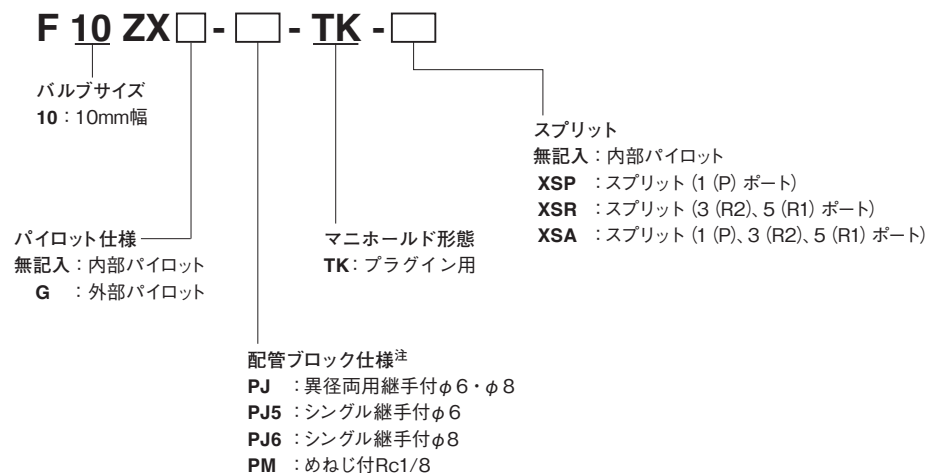 F 10 ZX□ - □ - TK - □
バルブサイズ
10：10mm幅
スプリット
無記入：内部パイロット
XSP ：スプリット (1 (P) ポート)
XSR ：スプリット (3 (R2)、5 (R1) ポート)
XSA ：スプリット (1 (P)、3 (R2)、5 (R1) ポート)
パイロット仕様
無記入：内部パイロット
G ：外部パイロット
マニホールド形態
TK：プラグイン用
配管ブロック仕様注
PJ ：異径両用継手付φ6・φ8
PJ5 ：シングル継手付φ6
PJ6 ：シングル継手付φ8
PM ：めねじ付Rc1/8